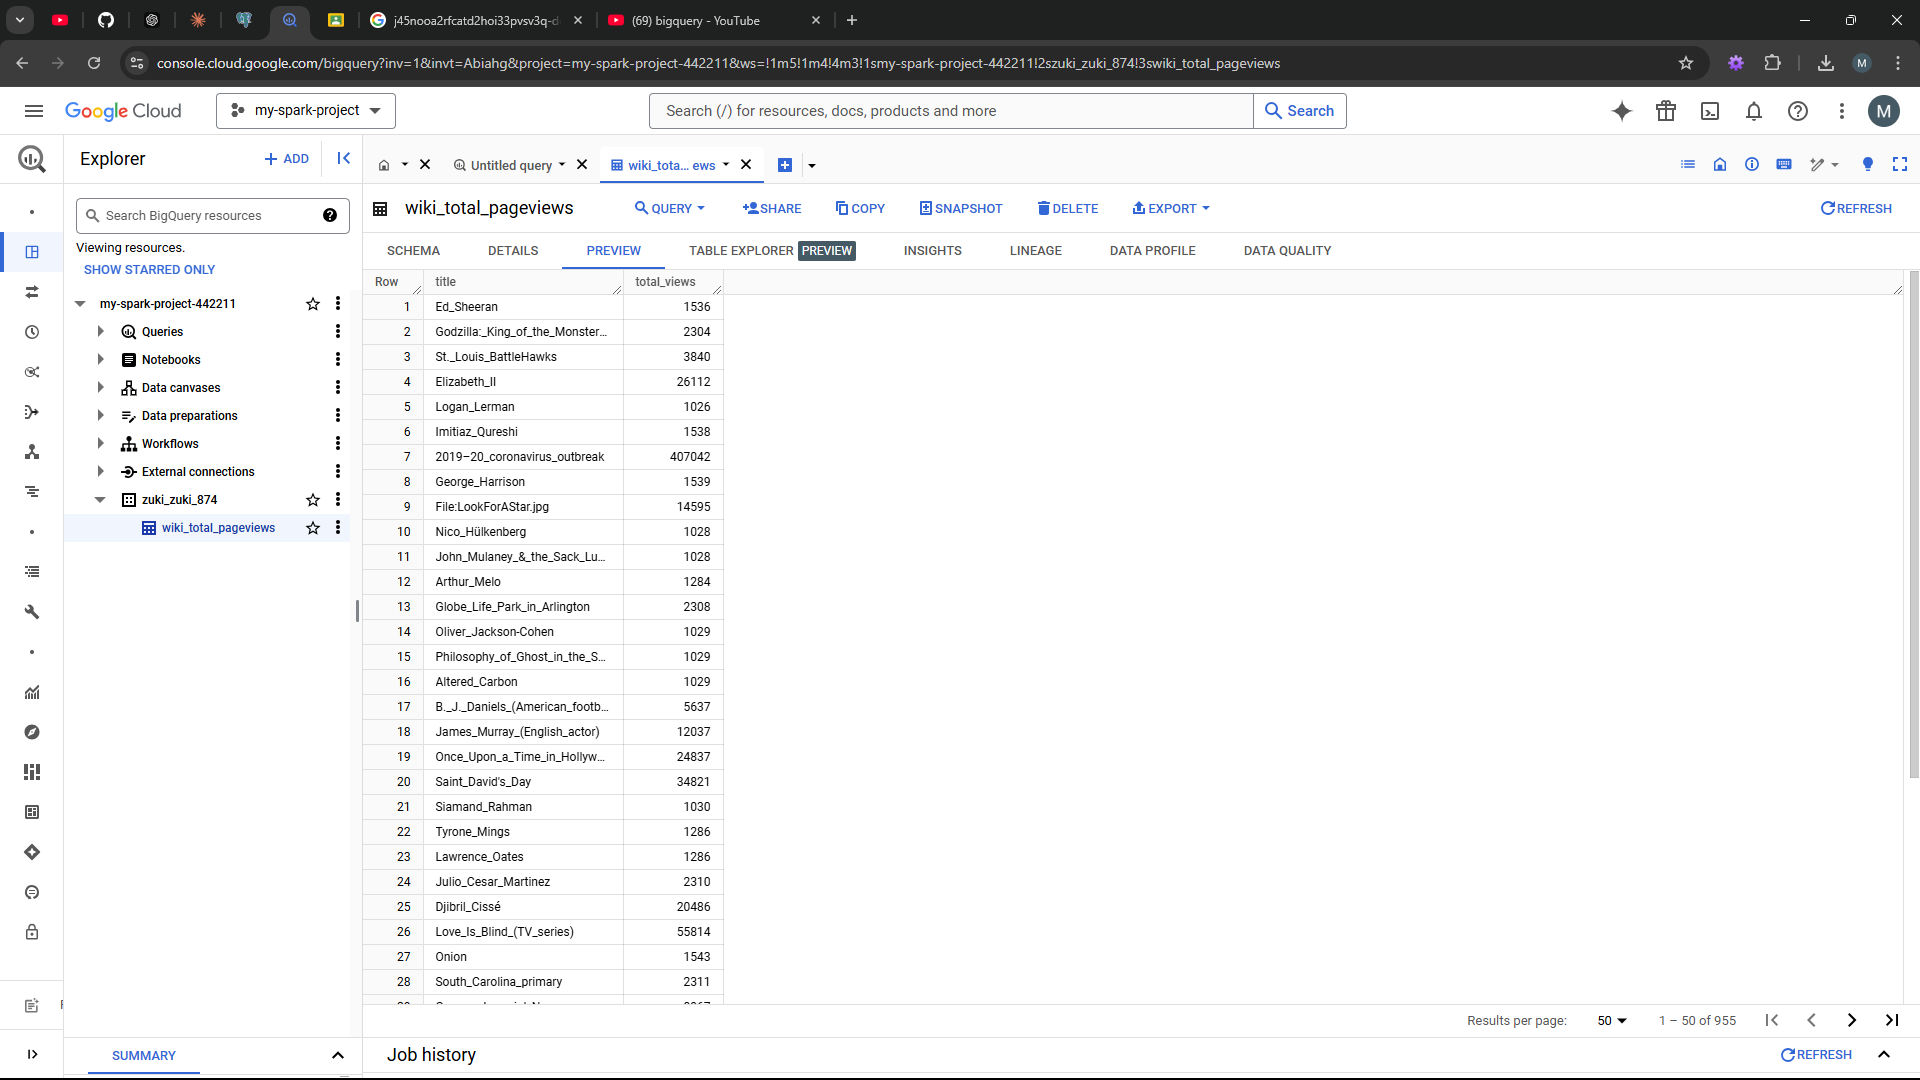 j45nooa2rfcatd2hoi33pvsv3q-d
(69) bigquery - YouTube
console.cloud.google.com/bigquery?inv=1&invt=Abiahg&project=my-spark-project-442211&ws=!1m5!1m4!4m3!1smy-spark-project-442211!2szuki_zuki_874!3swiki_total_pageviews
M
Google Cloud
my-spark-project
Search (/) for resources, docs, products and more
Search
M
Explorer
ADD
Untitled query
wiki_tota... ews
Search BigQuery resources
Viewing resources.
SHOW STARRED ONLY
my-spark-project-442211
Queries
Notebooks
Data canvases
Data preparations
Workflows
External connections
zuki_zuki_874
wiki_total_pageviews
SUMMARY
wiki_total_pageviews
QUERY
SHARE
COPY
SNAPSHOT
DELETE
EXPORT
REFRESH
SCHEMA
DETAILS
PREVIEW
TABLE EXPLORER PREVIEW
INSIGHTS
LINEAGE
DATA PROFILE
DATA QUALITY
Row title total_views
1 Ed_Sheeran 1536
2 Godzilla:_King_of_the_Monster... 2304
3 St._Louis_BattleHawks 3840
4 Elizabeth_II 26112
5 Logan_Lerman 1026
6 Imitiaz_Qureshi 1538
7 2019–20_coronavirus_outbreak 407042
8 George_Harrison 1539
9 File:LookForAStar.jpg 14595
10 Nico_Hülkenberg 1028
11 John_Mulaney_&_the_Sack_Lu... 1028
12 Arthur_Melo 1284
13 Globe_Life_Park_in_Arlington 2308
14 Oliver_Jackson-Cohen 1029
15 Philosophy_of_Ghost_in_the_S... 1029
16 Altered_Carbon 1029
17 B._J._Daniels_(American_footb... 5637
18 James_Murray_(English_actor) 12037
19 Once_Upon_a_Time_in_Hollyw... 24837
20 Saint_David's_Day 34821
21 Siamand_Rahman 1030
22 Tyrone_Mings 1286
23 Lawrence_Oates 1286
24 Julio_Cesar_Martinez 2310
25 Djibril_Cissé 20486
26 Love_Is_Blind_(TV_series) 55814
27 Onion 1543
28 South_Carolina_primary 2311
Results per page: 50 1 – 50 of 955
Job history
REFRESH